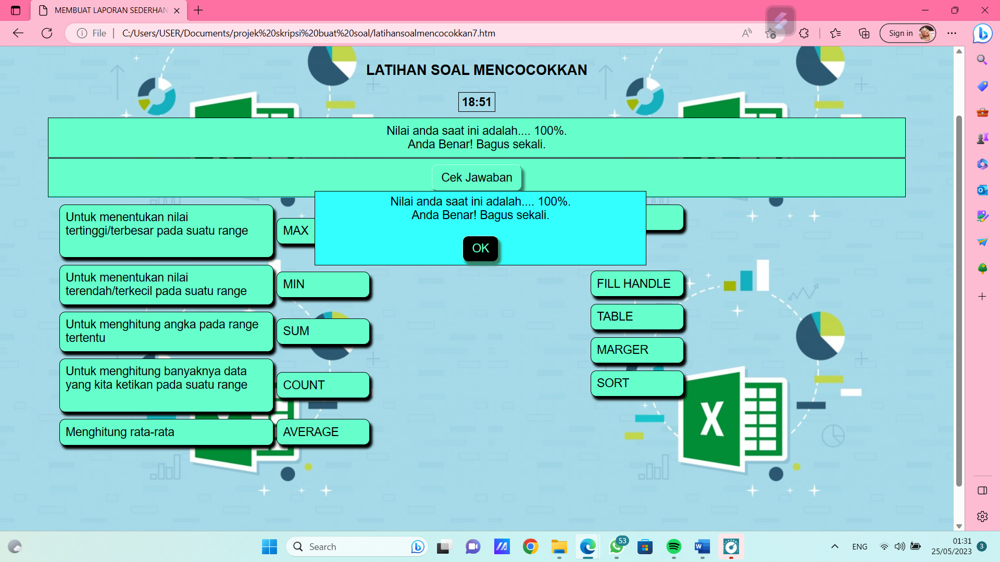 MEMBUAT LAPORAN SEDERHAN
File
C:/Users/USER/Documents/projek%20skripsi%20buat%20soal/latihansoalmencocokkan7.htm
Sign in
LATIHAN SOAL MENCOCOKKAN
18:51
Nilai anda saat ini adalah.... 100%.
Anda Benar! Bagus sekali.
Cek Jawaban
Nilai anda saat ini adalah.... 100%.
Anda Benar! Bagus sekali.
OK
Untuk menentukan nilai
tertinggi/terbesar pada suatu range
MAX
Untuk menentukan nilai
terendah/terkecil pada suatu range
MIN
Untuk menghitung angka pada range
tertentu
SUM
Untuk menghitung banyaknya data
yang kita ketikan pada suatu range
COUNT
Menghitung rata-rata
AVERAGE
FILL HANDLE
TABLE
MARGER
SORT
X
Search
53
W
ENG
01:31
25/05/2023
3